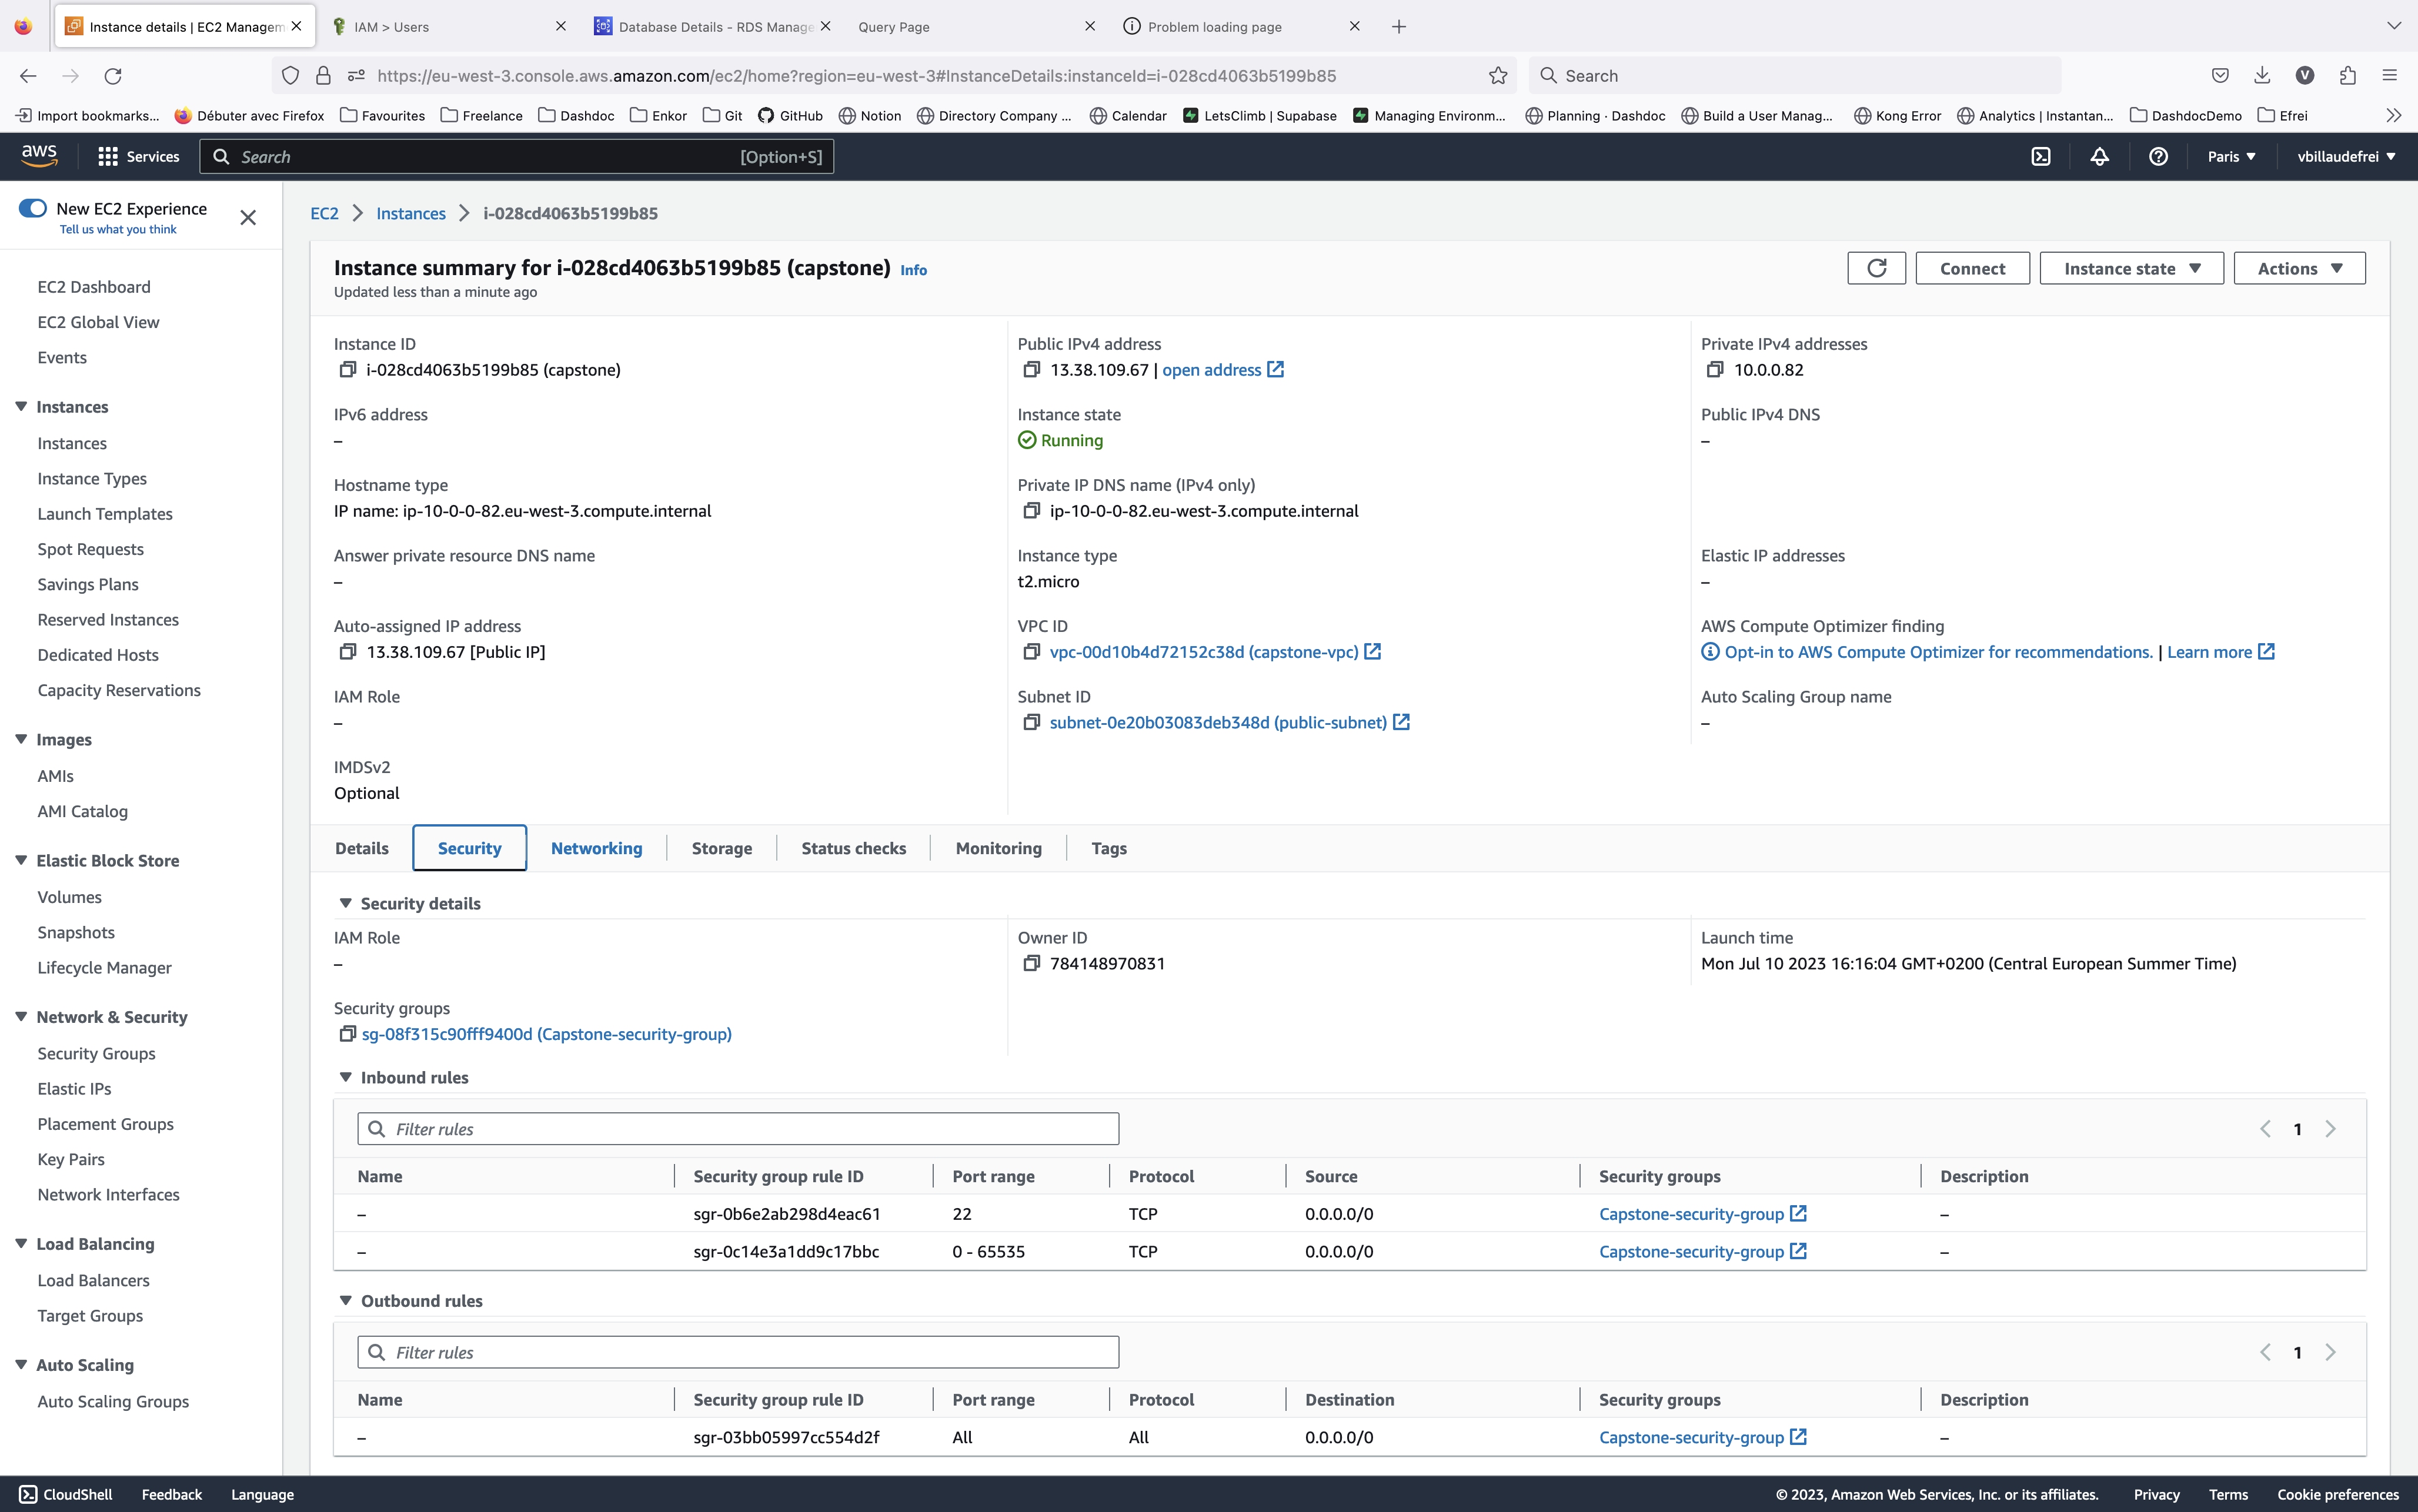 Instance details | EC2 Managem
IAM > Users
Database Details - RDS Manage
Query Page
Problem loading page
https://eu-west-3.console.aws.amazon.com/ec2/home?region=eu-west-3#InstanceDetails:instanceId=i-028cd4063b5199b85
Search
V
Import bookmarks...
Débuter avec Firefox
Favourites
Freelance
Dashdoc
Enkor
Git
GitHub
Notion
Directory Company ...
Calendar
LetsClimb | Supabase
Managing Environm...
Planning · Dashdoc
Build a User Manag...
Kong Error
Analytics | Instantan...
DashdocDemo
Efrei
aws
Services
Search
[Option+S]
Paris
vbillaudefrei
New EC2 Experience
Tell us what you think
EC2 Dashboard
EC2 Global View
Events
Instances
Instances
Instance Types
Launch Templates
Spot Requests
Savings Plans
Reserved Instances
Dedicated Hosts
Capacity Reservations
Images
AMIs
AMI Catalog
Elastic Block Store
Volumes
Snapshots
Lifecycle Manager
Network & Security
Security Groups
Elastic IPs
Placement Groups
Key Pairs
Network Interfaces
Load Balancing
Load Balancers
Target Groups
Auto Scaling
Auto Scaling Groups
EC2 > Instances > i-028cd4063b5199b85
Instance summary for i-028cd4063b5199b85 (capstone) Info
Updated less than a minute ago
Connect
Instance state
Actions
Instance ID
i-028cd4063b5199b85 (capstone)
Public IPv4 address
13.38.109.67 | open address
Private IPv4 addresses
10.0.0.82
IPv6 address
–
Instance state
Running
Public IPv4 DNS
–
Hostname type
IP name: ip-10-0-0-82.eu-west-3.compute.internal
Private IP DNS name (IPv4 only)
ip-10-0-0-82.eu-west-3.compute.internal
Answer private resource DNS name
–
Instance type
t2.micro
Elastic IP addresses
–
Auto-assigned IP address
13.38.109.67 [Public IP]
VPC ID
vpc-00d10b4d72152c38d (capstone-vpc)
AWS Compute Optimizer finding
Opt-in to AWS Compute Optimizer for recommendations. | Learn more
IAM Role
–
Subnet ID
subnet-0e20b03083deb348d (public-subnet)
Auto Scaling Group name
–
IMDSv2
Optional
Details
Security
Networking
Storage
Status checks
Monitoring
Tags
Security details
IAM Role
–
Owner ID
784148970831
Launch time
Mon Jul 10 2023 16:16:04 GMT+0200 (Central European Summer Time)
Security groups
sg-08f315c90fff9400d (Capstone-security-group)
Inbound rules
Filter rules
1
Name Security group rule ID Port range Protocol Source Security groups Description
– sgr-0b6e2ab298d4eac61 22 TCP 0.0.0.0/0 Capstone-security-group –
– sgr-0c14e3a1dd9c17bbc 0 - 65535 TCP 0.0.0.0/0 Capstone-security-group –
Outbound rules
Filter rules
1
Name Security group rule ID Port range Protocol Destination Security groups Description
– sgr-03bb05997cc554d2f All All 0.0.0.0/0 Capstone-security-group –
CloudShell
Feedback
Language
© 2023, Amazon Web Services, Inc. or its affiliates.
Privacy
Terms
Cookie preferences